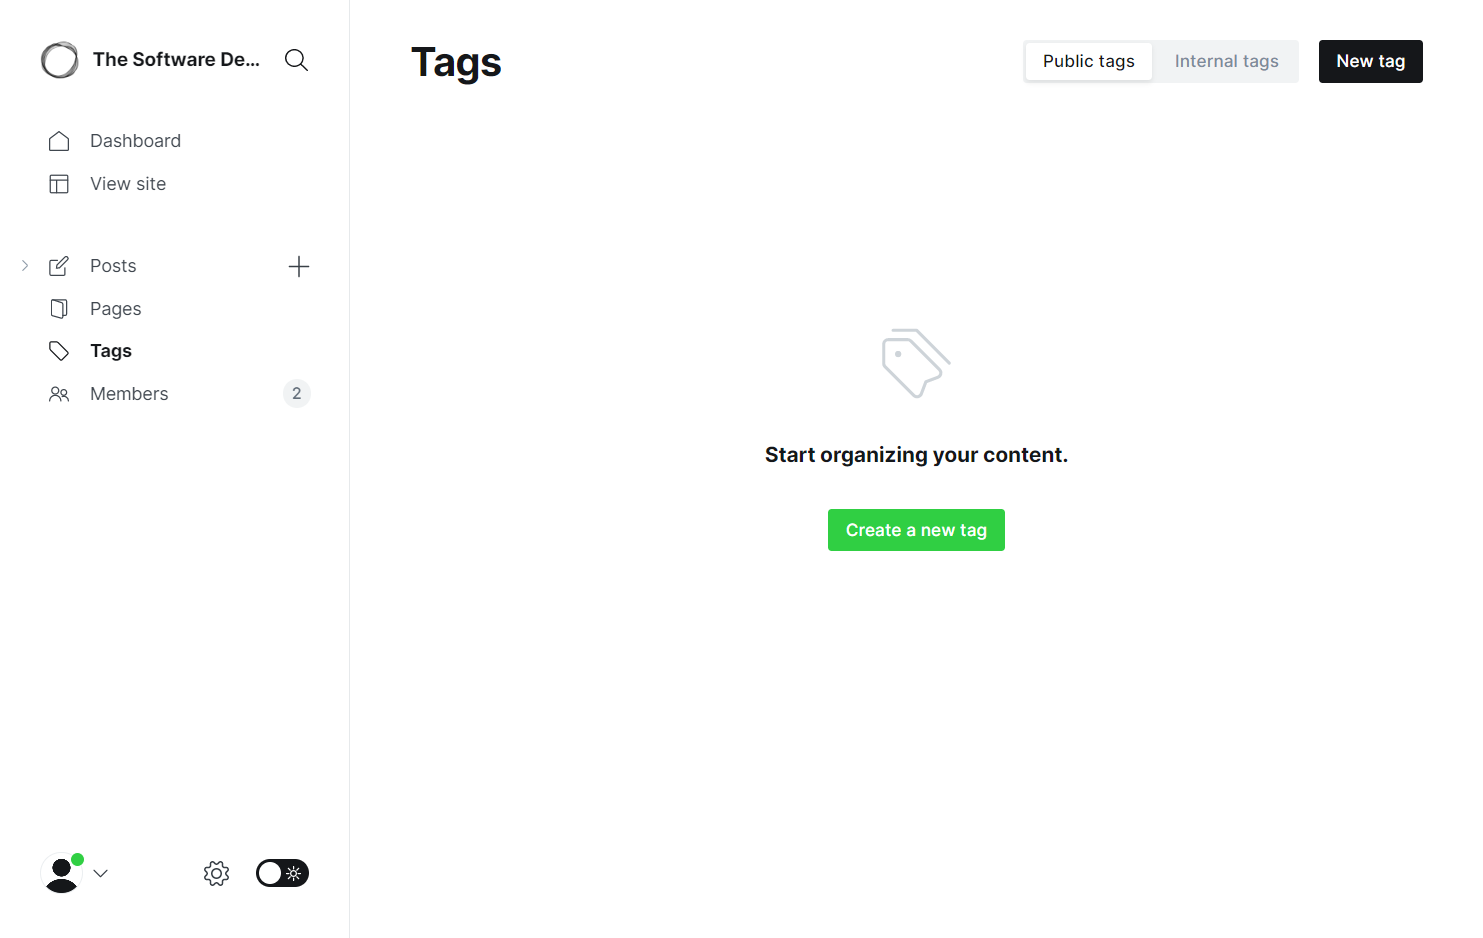 The Software De...
Dashboard
View site
Posts
Pages
Tags
Members
2
Tags
Public tags
Internal tags
New tag
Start organizing your content.
Create a new tag